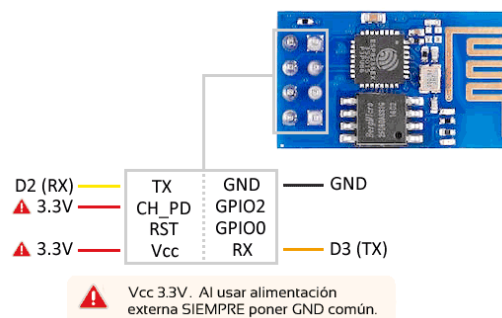 D2 (RX) TX GND GND
3.3V CH_PD GPIO2
RST GPIO0
3.3V Vcc RX D3 (TX)
Vcc 3.3V. Al usar alimentación
externa SIEMPRE poner GND común.